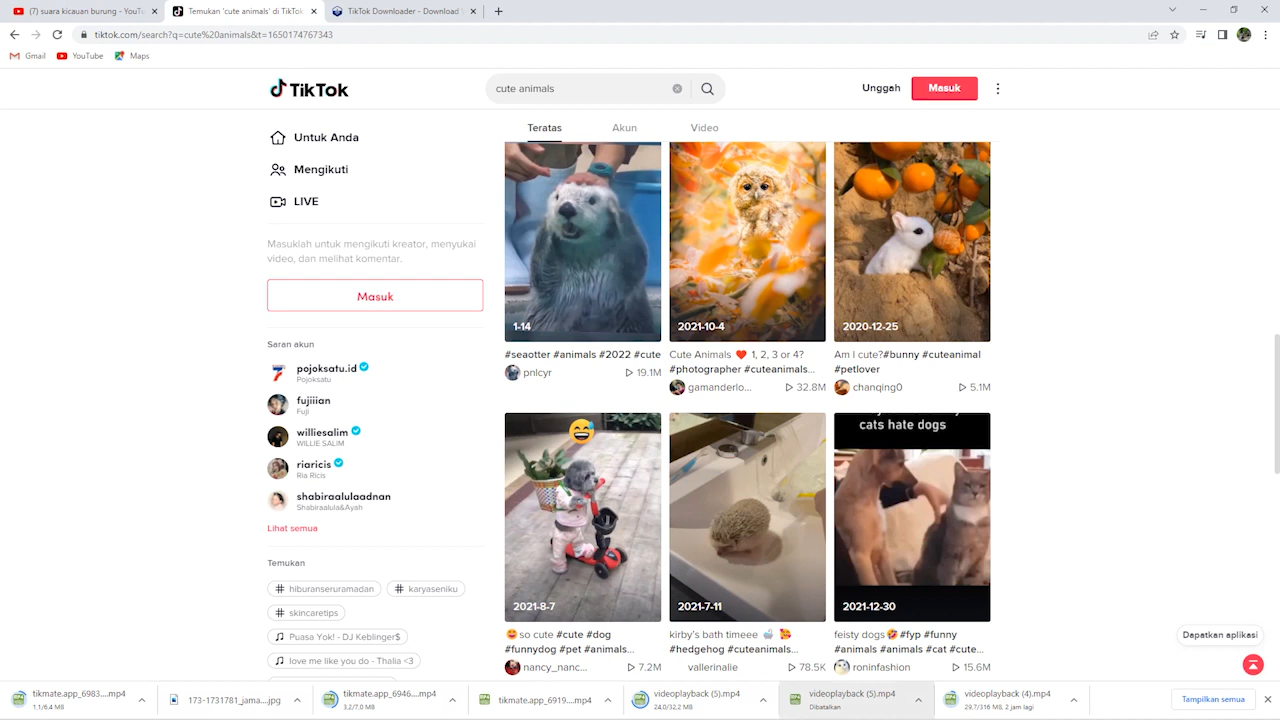 (7) suara kicauan burung - YouT
Temukan 'cute animals' di TikTok
TikTok Downloader - Download
tiktok.com/search?q=cute%20animals&t=1650174767343
Gmail
YouTube
Maps
TikTok
cute animals
Unggah
Masuk
Untuk Anda
Mengikuti
LIVE
Masuklah untuk mengikuti kreator, menyukai
video, dan melihat komentar.
Masuk
Saran akun
pojoksatu.id
Pojoksatu
fujiiian
Fuji
williesalim
WILLIE SALIM
riaricis
Ria Ricis
shabiraalulaadnan
Shabiraalula&Ayah
Lihat semua
Temukan
# hiburanseruramadan
# karyaseniku
# skincaretips
Puasa Yok! - DJ Keblinger$
love me like you do - Thalia <3
Teratas Akun Video
1-14
#seaotter #animals #2022 #cute
pnlcyr 19.1M
2021-10-4
Cute Animals ❤️ 1, 2, 3 or 4?
#photographer #cuteanimals...
gamanderlo... 32.8M
2020-12-25
Am I cute?#bunny #cuteanimal
#petlover
chanqing0 5.1M
2021-8-7
so cute #cute #dog
#funnydog #pet #animals...
nancy_nanc... 7.2M
2021-7-11
kirby's bath timeee
#hedgehog #cuteanimals...
vallerinalie 78.5K
cats hate dogs
2021-12-30
feisty dogs🤣#fyp #funny
#animals #animals #cat #cute...
roninfashion 15.6M
Dapatkan aplikasi
tikmate.app_6983....mp4
1.1/6.4 MB
173-1731781_jama....jpg
tikmate.app_6946....mp4
3.2/7.0 MB
tikmate.app_6919....mp4
videoplayback (5).mp4
24.0/32.2 MB
videoplayback (5).mp4
Dibatalkan
videoplayback (4).mp4
29.7/316 MB, 2 jam lagi
Tampilkan semua